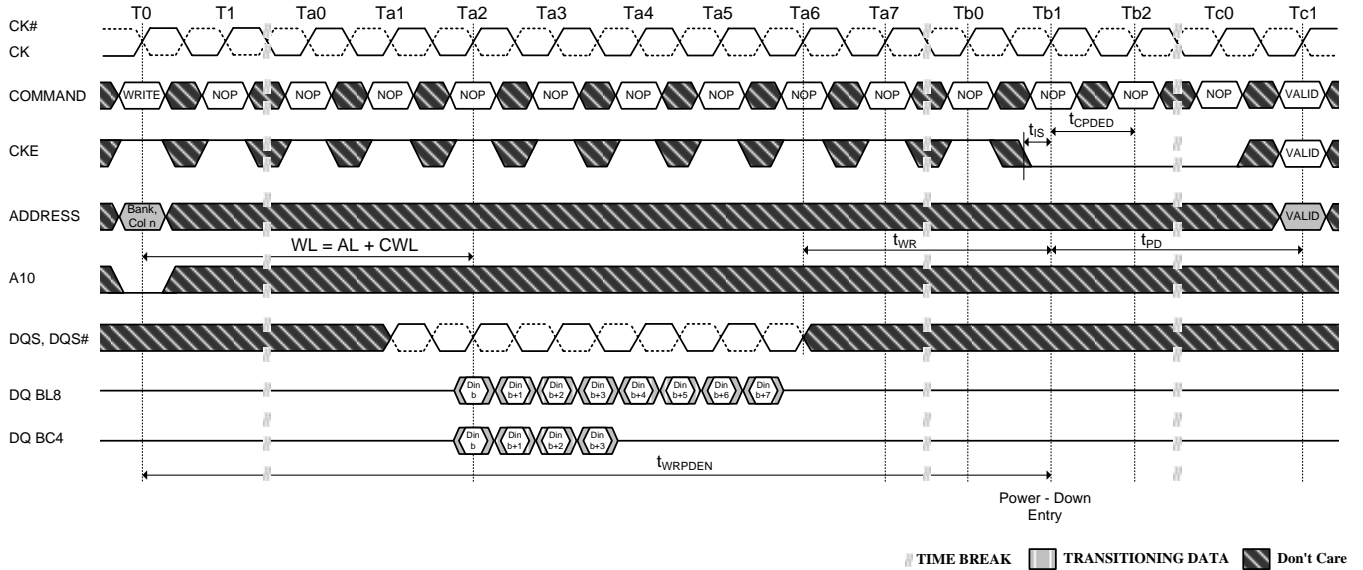 T0 T1 Ta0 Ta1 Ta2 Ta3 Ta4 Ta5 Ta6 Ta7 Tb0 Tb1 Tb2 Tc0 Tc1
CK#
CK
COMMAND WRITE NOP NOP NOP NOP NOP NOP NOP NOP NOP NOP NOP NOP NOP VALID
tIS tCPDED
CKE VALID
ADDRESS Bank, Col n VALID
WL = AL + CWL tWR tPD
A10
DQS, DQS#
DQ BL8 Din b Din b+1 Din b+2 Din b+3 Din b+4 Din b+5 Din b+6 Din b+7
DQ BC4 Din b Din b+1 Din b+2 Din b+3
tWRPDEN
Power - Down
Entry
TIME BREAK TRANSITIONING DATA Don't Care